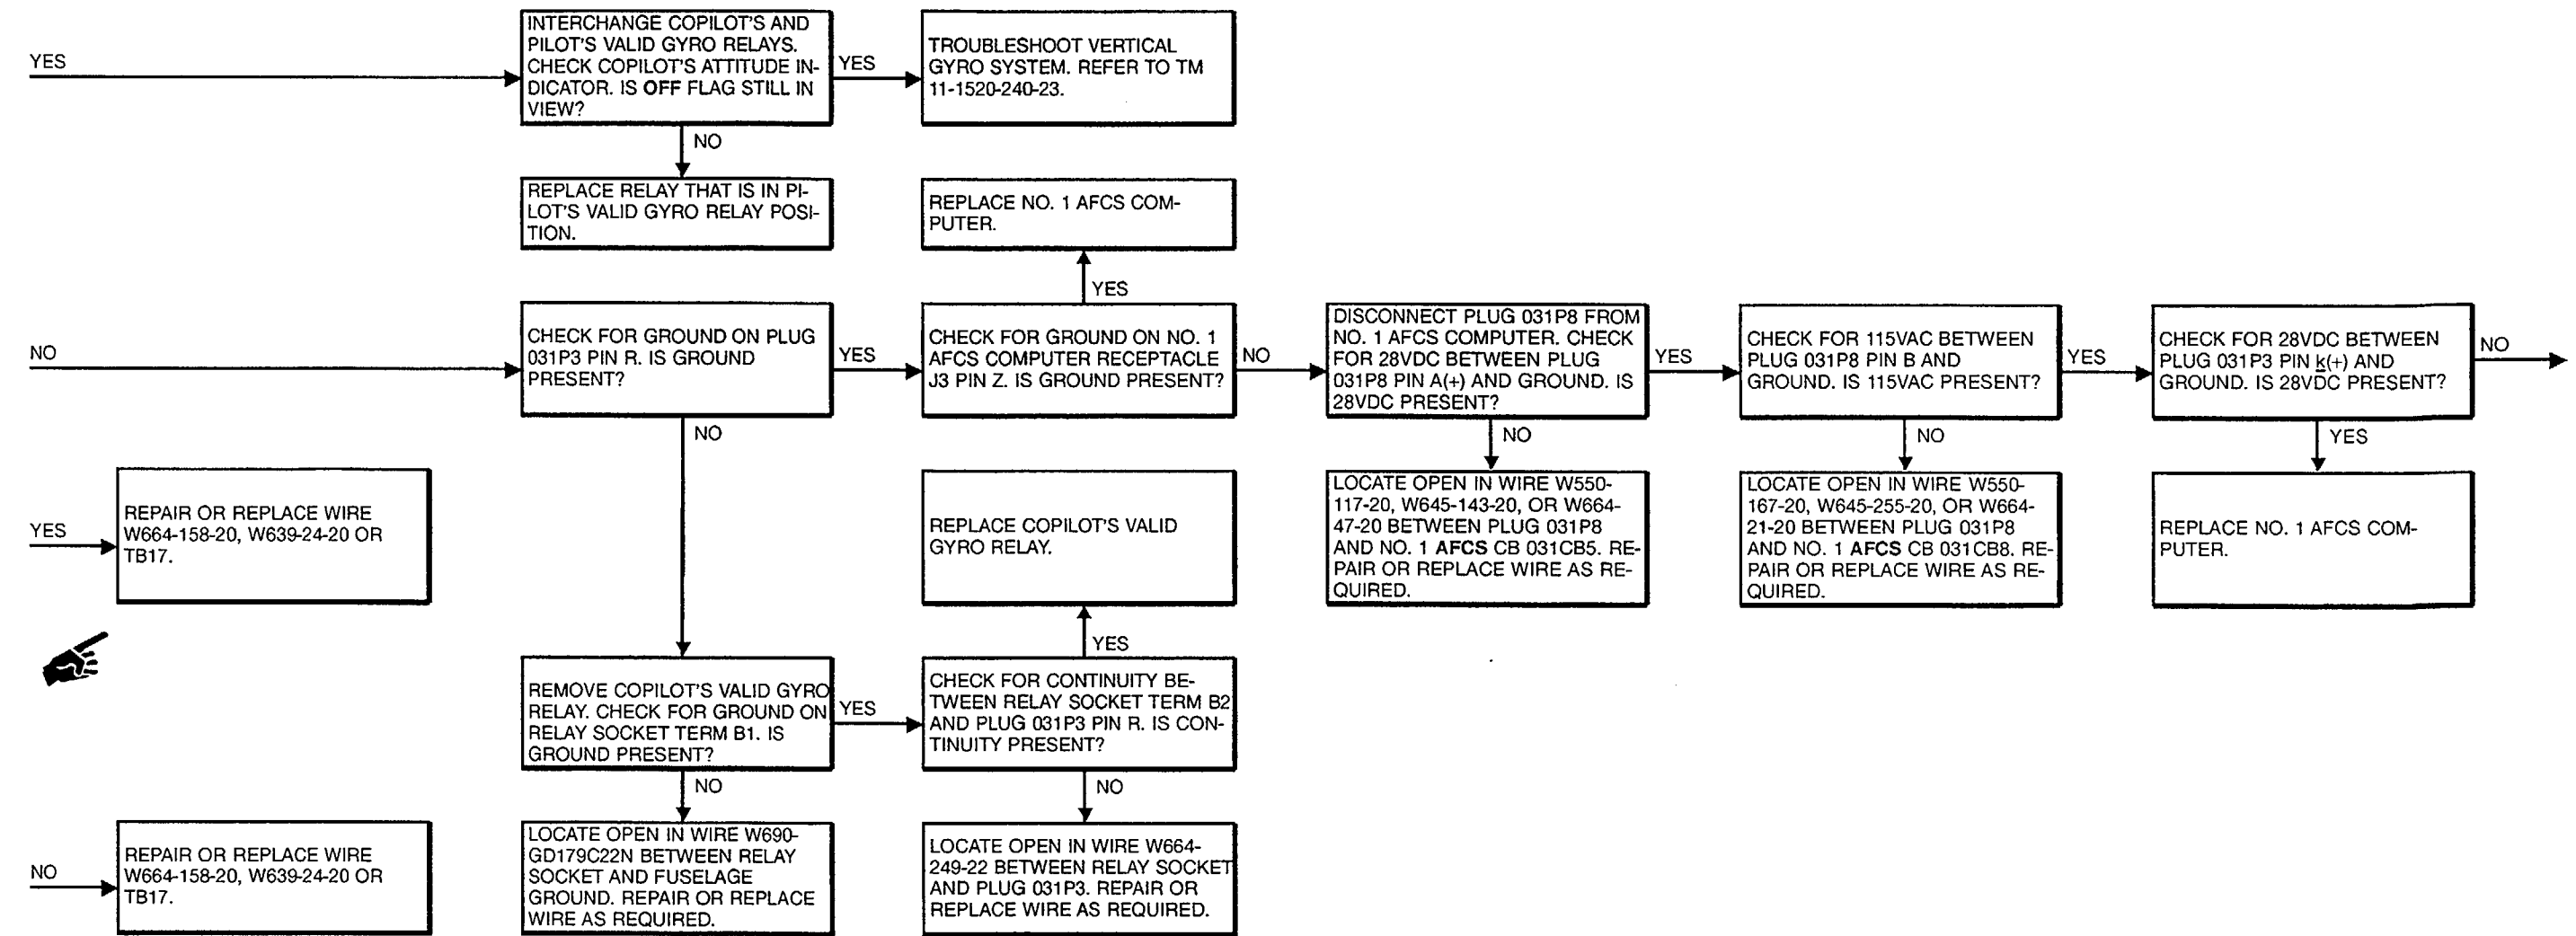 YES
INTERCHANGE COPILOT'S AND
PILOT'S VALID GYRO RELAYS.
CHECK COPILOT'S ATTITUDE IN-
DICATOR. IS OFF FLAG STILL IN
VIEW?
YES
TROUBLESHOOT VERTICAL
GYRO SYSTEM. REFER TO TM
11-1520-240-23.
NO
REPLACE RELAY THAT IS IN PI-
LOT'S VALID GYRO RELAY POSI-
TION.
REPLACE NO. 1 AFCS COM-
PUTER.
YES
NO
CHECK FOR GROUND ON PLUG
031P3 PIN R. IS GROUND
PRESENT?
YES
CHECK FOR GROUND ON NO. 1
AFCS COMPUTER RECEPTACLE
J3 PIN Z. IS GROUND PRESENT?
NO
DISCONNECT PLUG 031P8 FROM
NO. 1 AFCS COMPUTER. CHECK
FOR 28VDC BETWEEN PLUG
031P8 PIN A(+) AND GROUND. IS
28VDC PRESENT?
YES
CHECK FOR 115VAC BETWEEN
PLUG 031P8 PIN B AND
GROUND. IS 115VAC PRESENT?
YES
CHECK FOR 28VDC BETWEEN
PLUG 031P3 PIN k(+) AND
GROUND. IS 28VDC PRESENT?
NO
NO
NO
NO
YES
YES
REPAIR OR REPLACE WIRE
W664-158-20, W639-24-20 OR
TB17.
REPLACE COPILOT'S VALID
GYRO RELAY.
LOCATE OPEN IN WIRE W550-
117-20, W645-143-20, OR W664-
47-20 BETWEEN PLUG 031P8
AND NO. 1 AFCS CB 031CB5. RE-
PAIR OR REPLACE WIRE AS RE-
QUIRED.
LOCATE OPEN IN WIRE W550-
167-20, W645-255-20, OR W664-
21-20 BETWEEN PLUG 031P8
AND NO. 1 AFCS CB 031CB8. RE-
PAIR OR REPLACE WIRE AS RE-
QUIRED.
REPLACE NO. 1 AFCS COM-
PUTER.
YES
REMOVE COPILOT'S VALID GYRO
RELAY. CHECK FOR GROUND ON
RELAY SOCKET TERM B1. IS
GROUND PRESENT?
YES
CHECK FOR CONTINUITY BE-
TWEEN RELAY SOCKET TERM B2
AND PLUG 031P3 PIN R. IS CON-
TINUITY PRESENT?
NO
NO
NO
REPAIR OR REPLACE WIRE
W664-158-20, W639-24-20 OR
TB17.
LOCATE OPEN IN WIRE W690-
GD179C22N BETWEEN RELAY
SOCKET AND FUSELAGE
GROUND. REPAIR OR REPLACE
WIRE AS REQUIRED.
LOCATE OPEN IN WIRE W664-
249-22 BETWEEN RELAY SOCKET
AND PLUG 031P3. REPAIR OR
REPLACE WIRE AS REQUIRED.